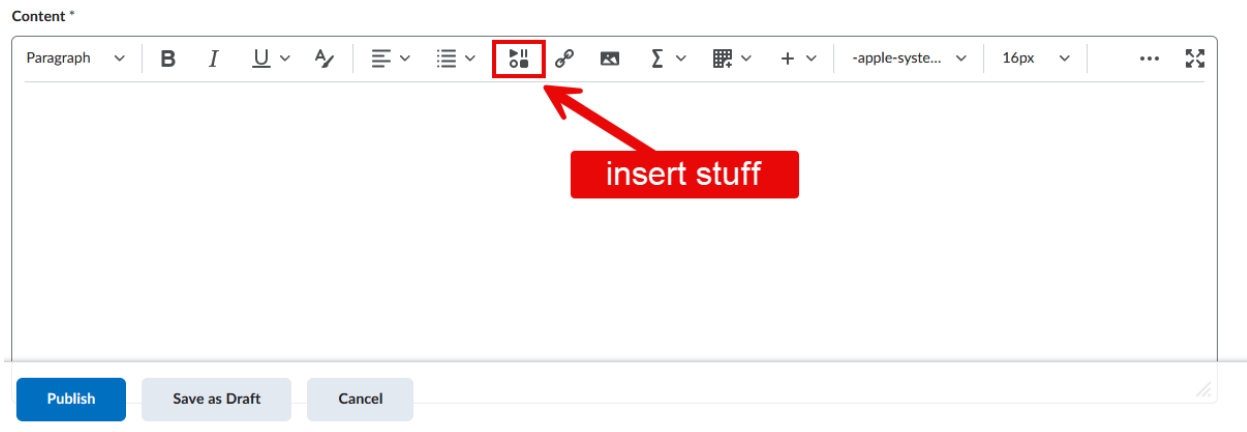 Content *
Paragraph B I U A -apple-syste... 16px ...
insert stuff
Publish Save as Draft Cancel